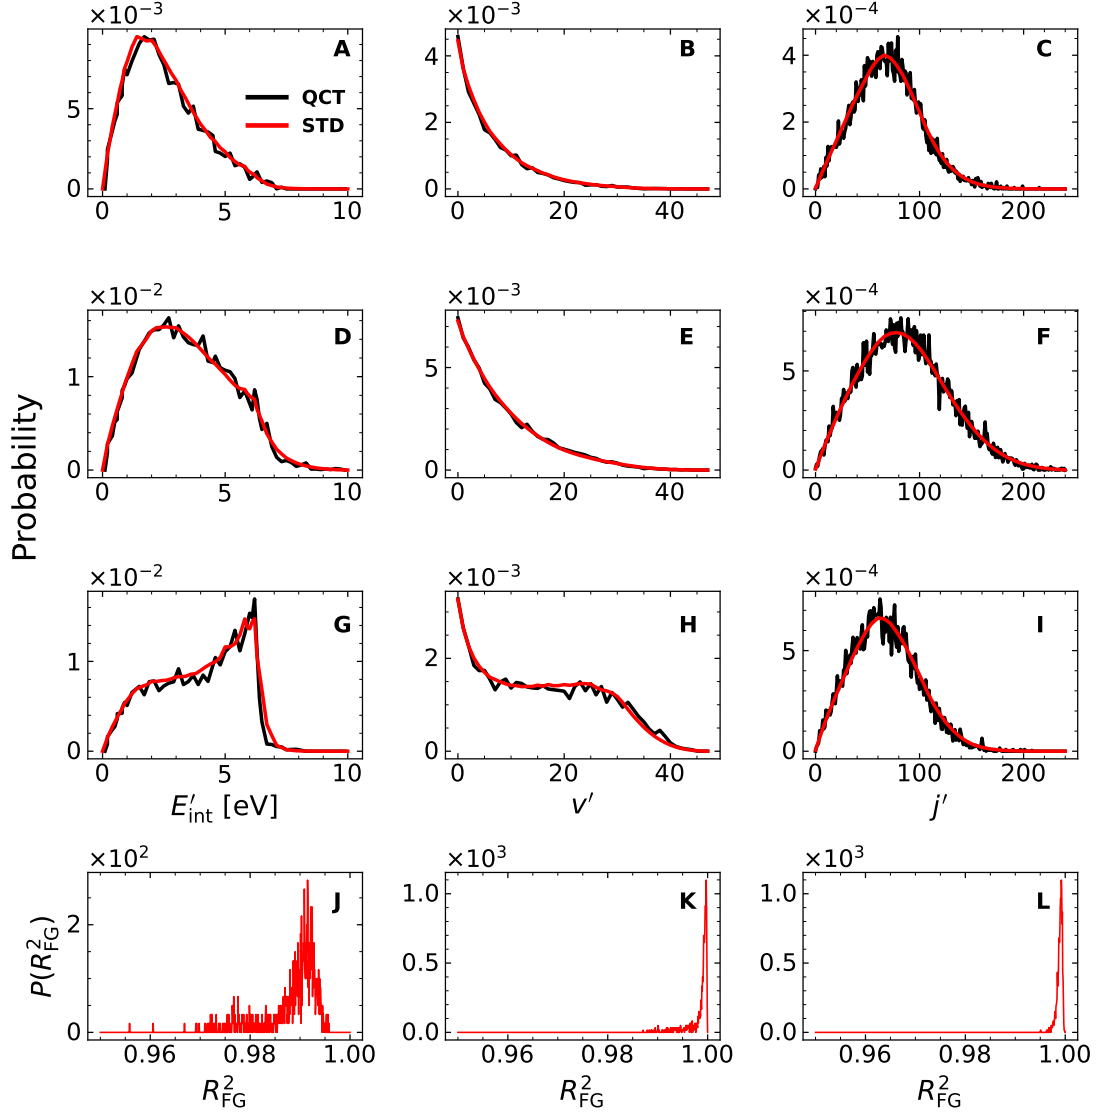 ×10⁻³ ×10⁻³ ×10⁻⁴
A B C
QCT
STD
5 0 4 2 0 4 2 0
0 5 10 0 20 40 0 100 200
×10⁻² ×10⁻³ ×10⁻⁴
D E F
1 0 5 0 5 0
0 5 10 0 20 40 0 100 200
Probability
×10⁻² ×10⁻³ ×10⁻⁴
G H I
1 0 2 0 5 0
0 5 10 0 20 40 0 100 200
E′int [eV] v′ j′
×10² ×10³ ×10³
J K L
P(R²FG)
2 0 1.0 0.5 0.0 1.0 0.5 0.0
0.96 0.98 1.00 0.96 0.98 1.00 0.96 0.98 1.00
R²FG R²FG R²FG